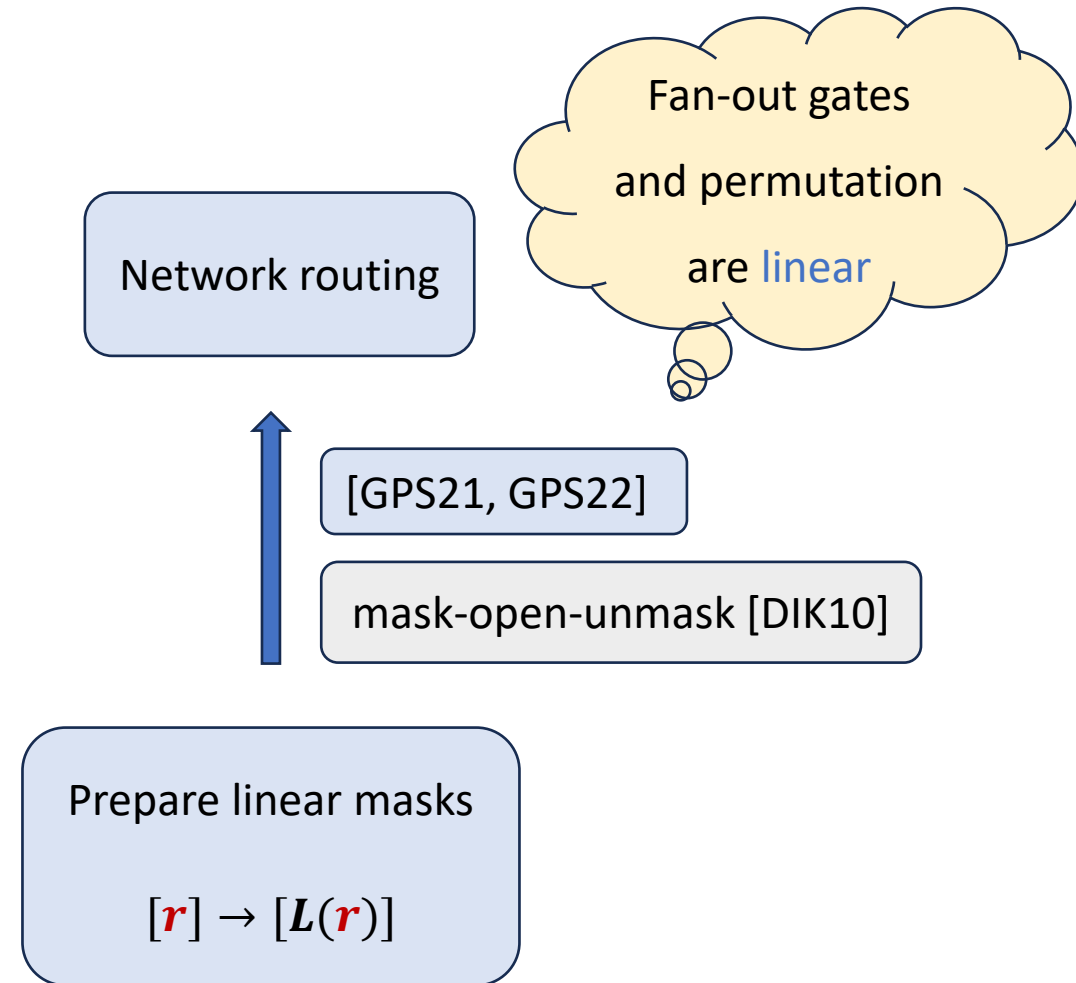 Fan-out gates
and permutation
are linear
Network routing
[GPS21, GPS22]
mask-open-unmask [DIK10]
Prepare linear masks
[r] → [L(r)]